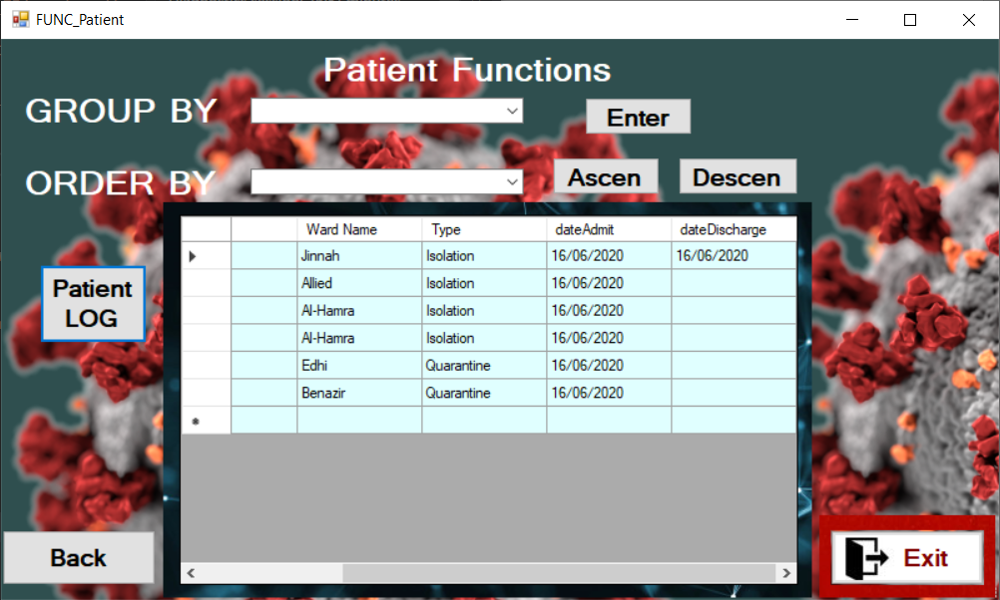 FUNC_Patient
Patient Functions
GROUP BY
Enter
ORDER BY
Ascen
Descen
Ward Name Type dateAdmit dateDischarge
Jinnah Isolation 16/06/2020 16/06/2020
Allied Isolation 16/06/2020
Al-Hamra Isolation 16/06/2020
Al-Hamra Isolation 16/06/2020
Edhi Quarantine 16/06/2020
Benazir Quarantine 16/06/2020
Patient
LOG
Back
Exit